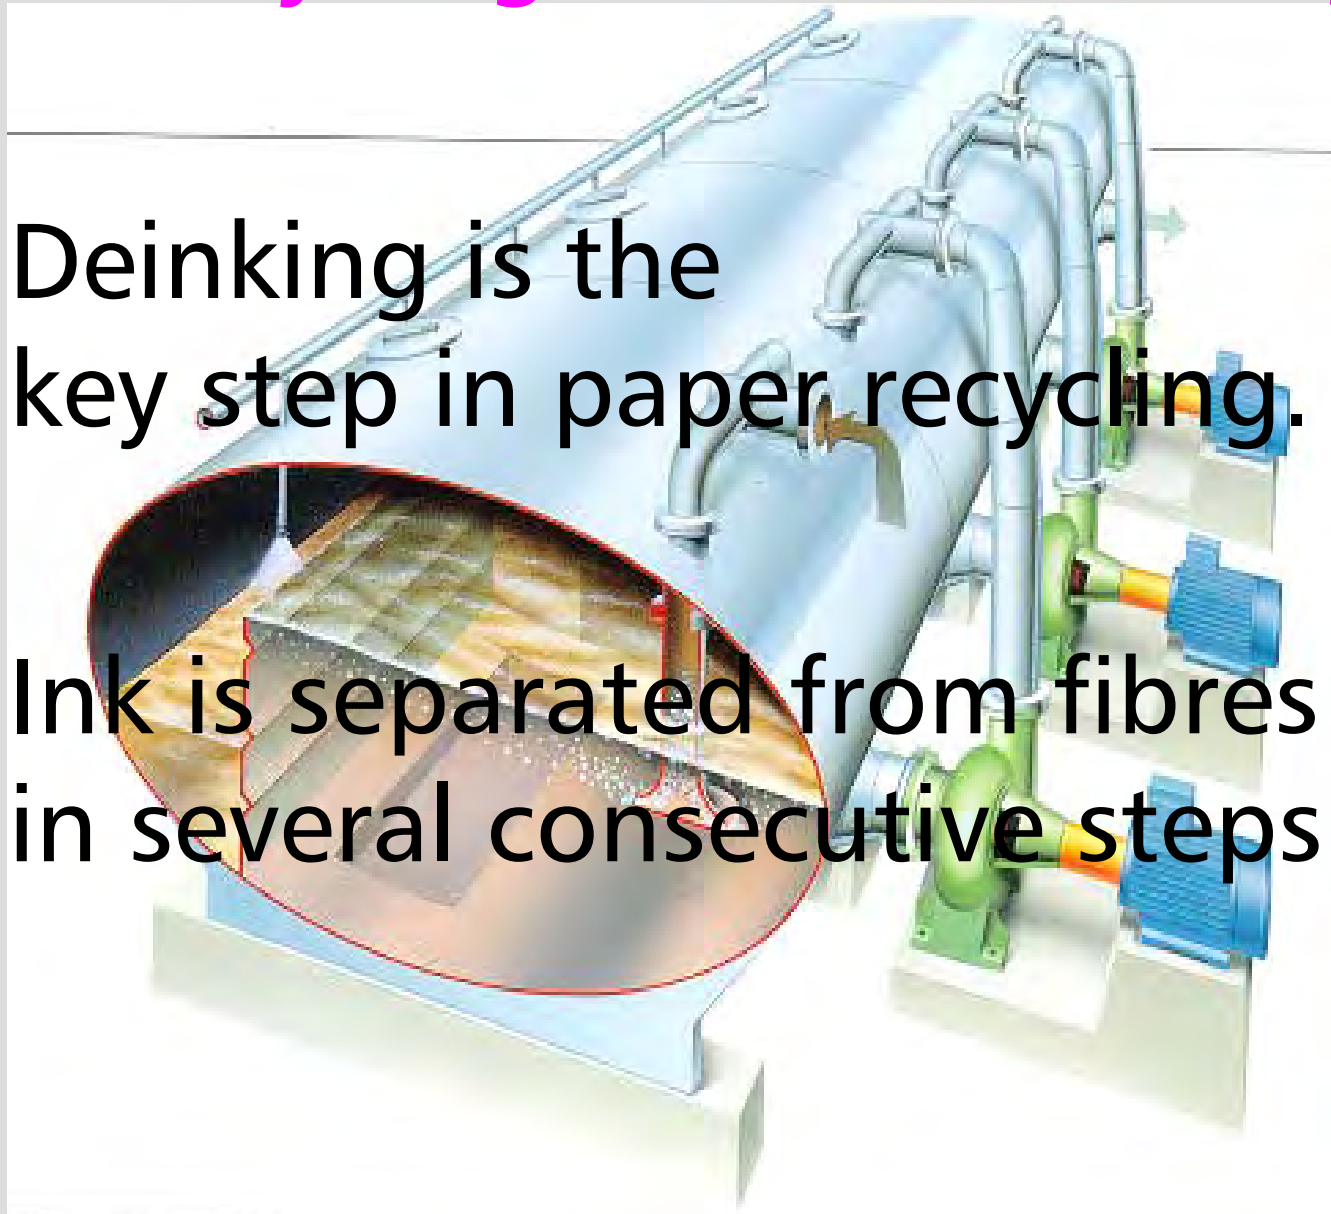 Deinking is the
key step in paper recycling.
Ink is separated from fibres
in several consecutive steps